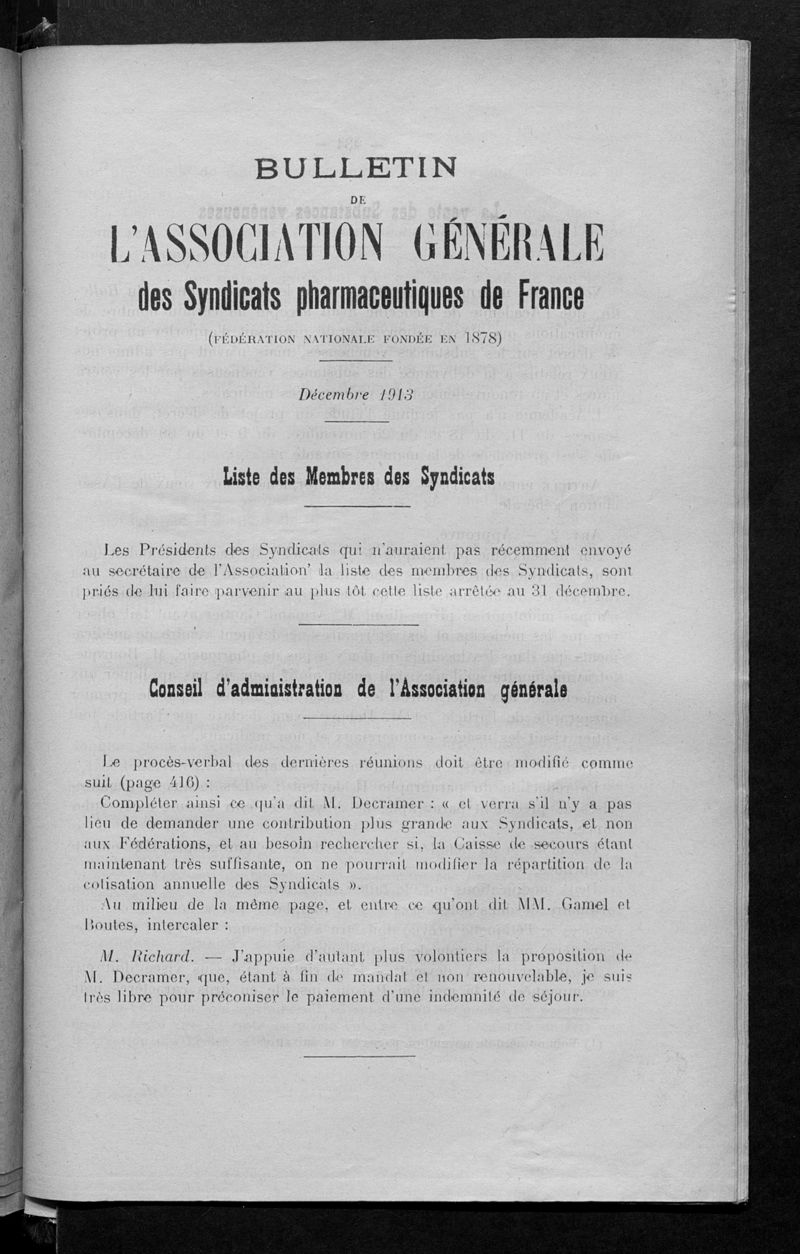 BULLETIN
DE
L'ASSOCIATION GÉNÉRALE
des Syndicats pharmaceutiques de France
(FÉDÉRATION NATIONALE FONDÉE EN 1878)
Décembre 1913
Liste des Membres des Syndicats
Les Présidents des Syndicats qui n'auraient pas récemment envoyé
au secrétaire de l'Association' la liste des membres des Syndicats, sont
priés de lui faire parvenir au plus tôt cette liste arrêtée au 31 décembre.
Conseil d'administration de l'Association générale
Le procès-verbal des dernières réunions doit être modifié comme
suit (page 416) :
Compléter ainsi ce qu'a dit M. Decramer : « et verra s'il n'y a pas
lieu de demander une contribution plus grande aux Syndicats, et non
aux Fédérations, et au besoin rechercher si, la Caisse de secours étant
maintenant très suffisante, on ne pourrait modifier la répartition de la
cotisation annuelle des Syndicats ».
Au milieu de la même page, et entre ce qu'ont dit MM. Gamel et
Boutes, intercaler :
M. Richard. — J'appuie d'autant plus volontiers la proposition de
M. Decramer, que, étant à fin de mandat et non renouvelable, je suis
très libre pour préconiser le paiement d'une indemnité de séjour.